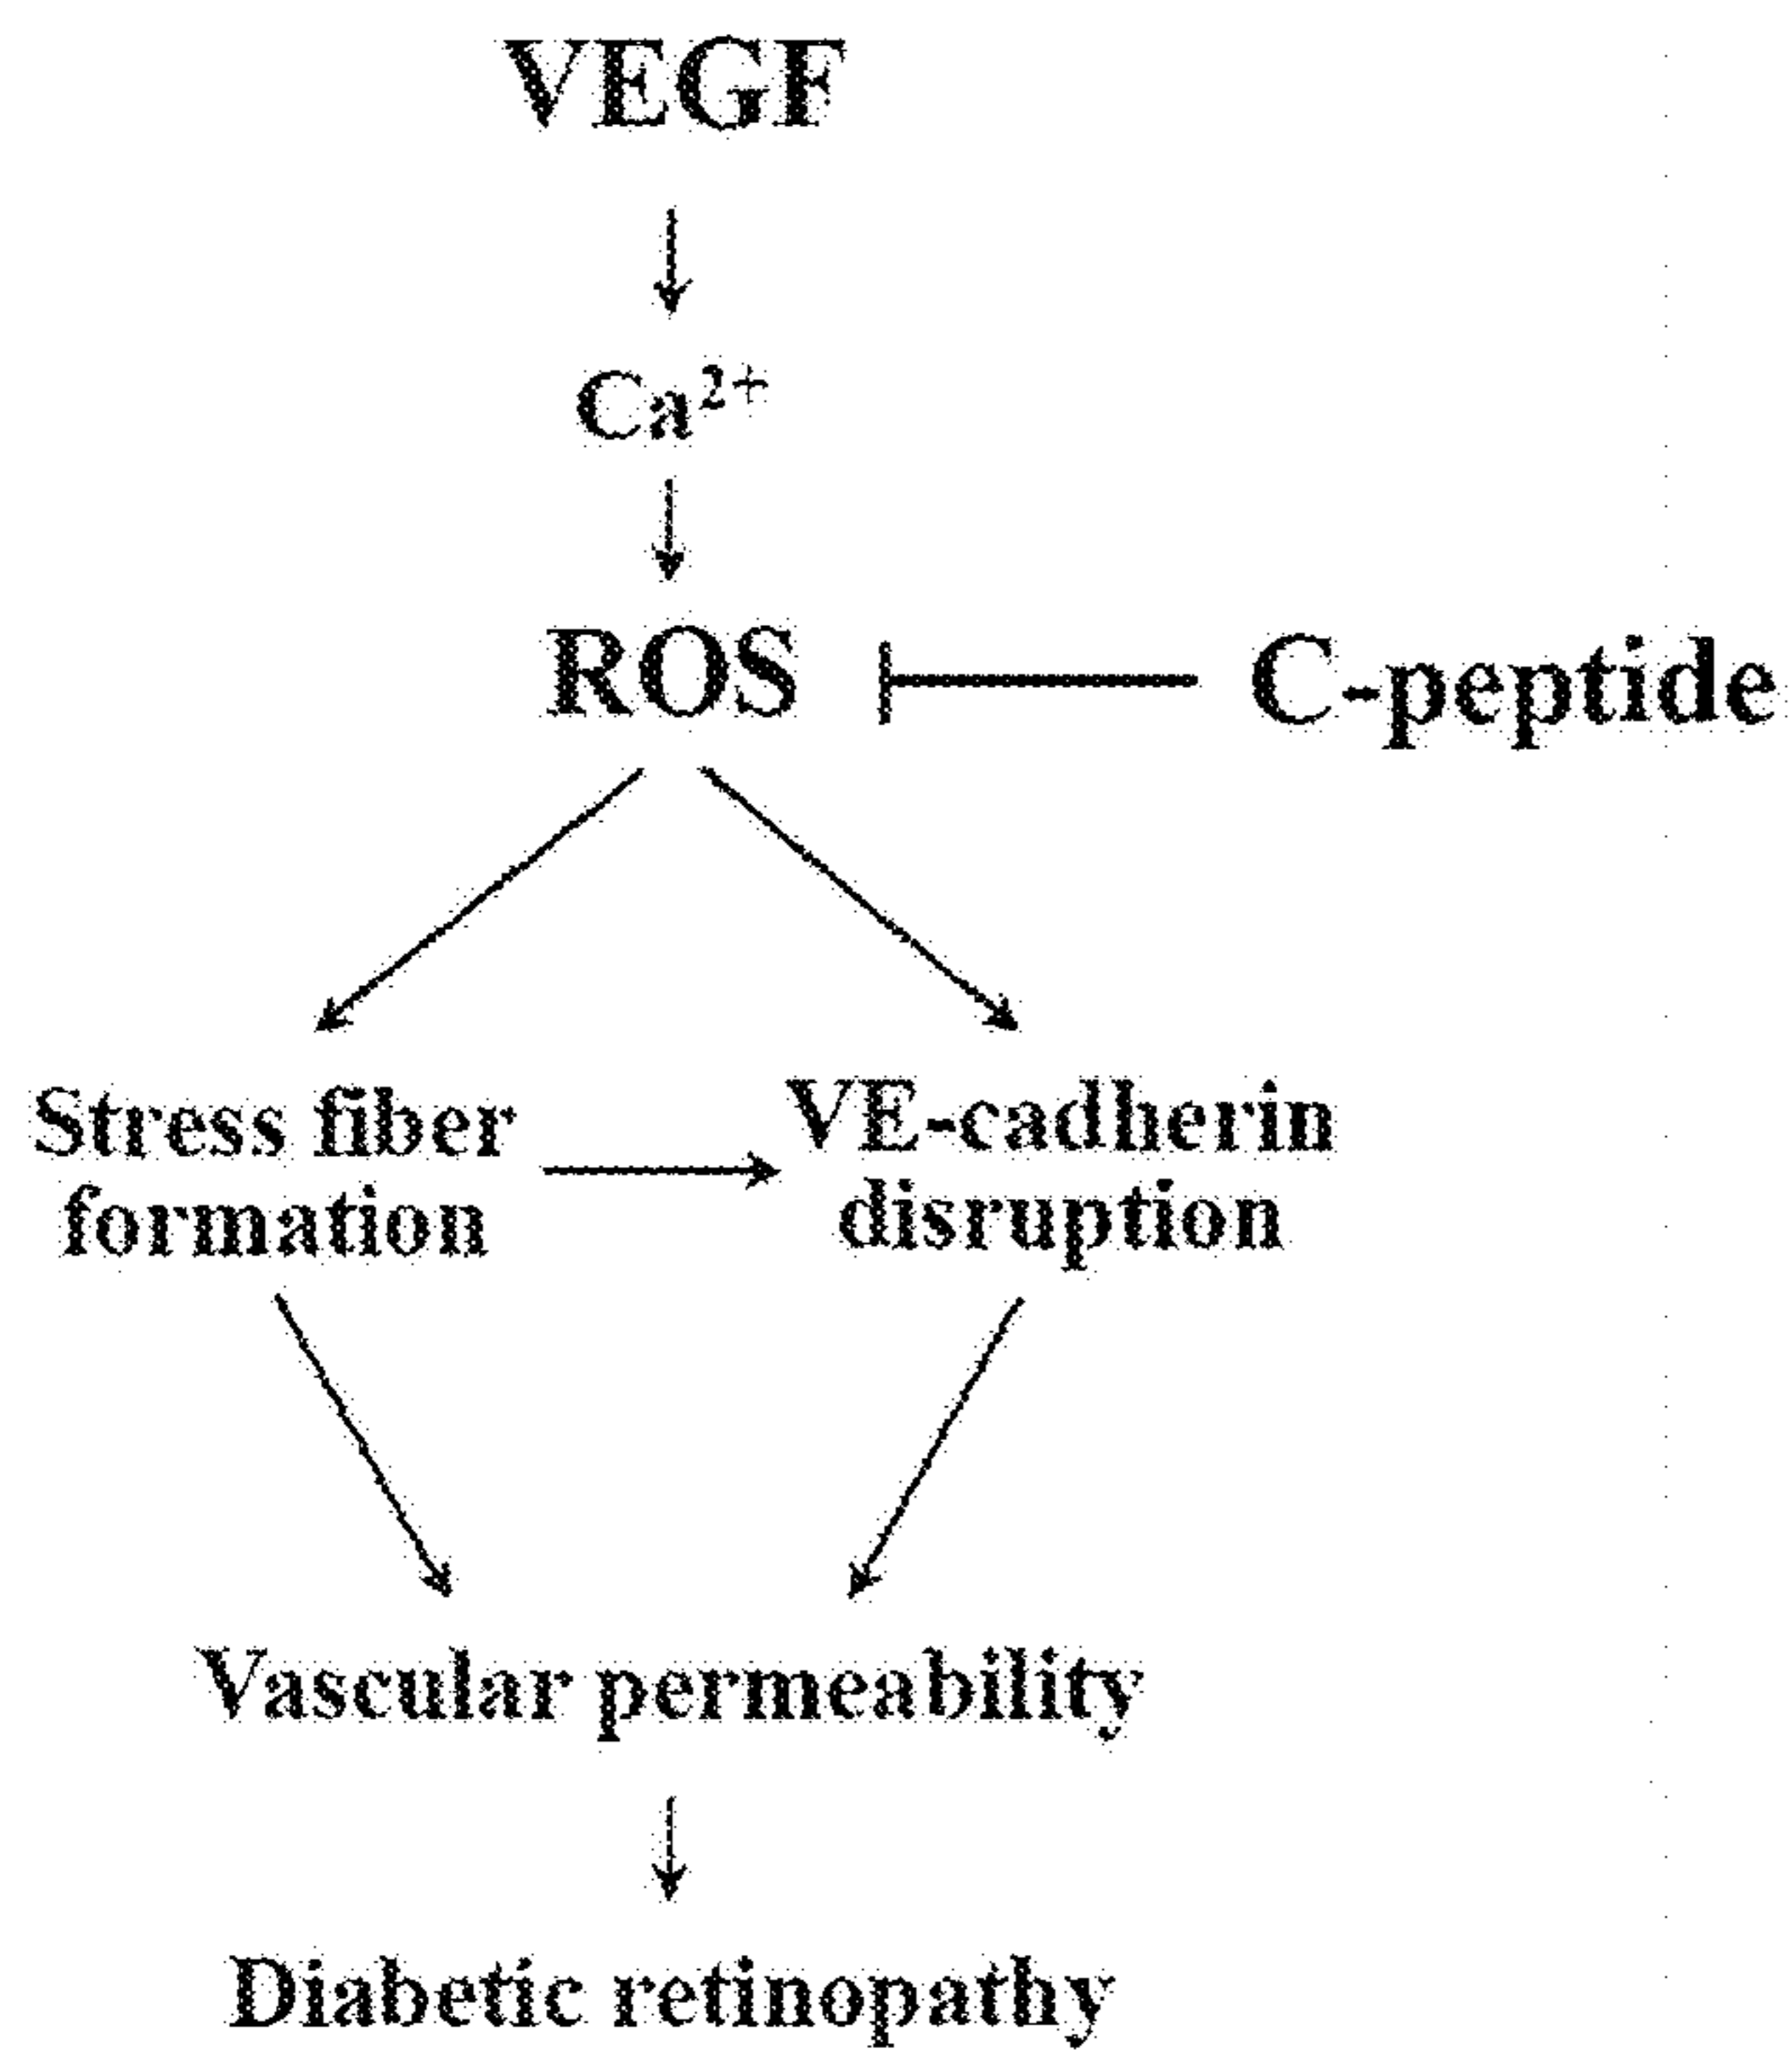 VEGF
Ca²⁺
ROS
C-peptide
Stress fiber
formation
VE-cadherin
disruption
Vascular permeability
Diabetic retinopathy